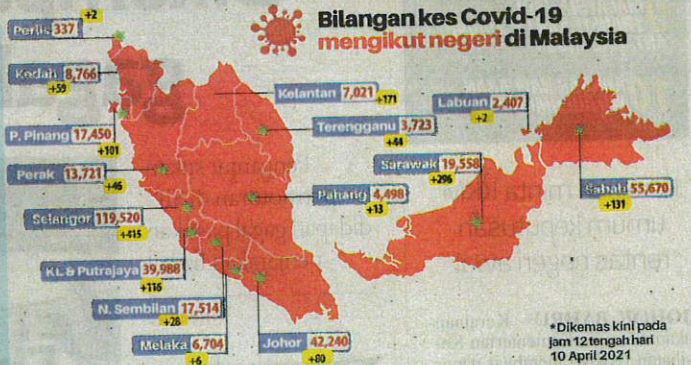 Bilangan kes Covid-19
mengikut negeri di Malaysia
Perlis 337
+2
Kedah 8,766
+59
P. Pinang 17,450
+101
Perak 13,721
+46
Selangor 119,520
+415
KL & Putrajaya 39,988
+116
N. Sembilan 17,514
+28
Melaka 6,704
+6
Johor 42,240
+80
Kelantan 7,021
+171
Terengganu 3,723
+44
Pahang 4,498
+13
Labuan 2,407
+2
Sarawak 19,558
+296
Sabah 55,670
+131
*Dikemas kini pada
jam 12 tengah hari
10 April 2021